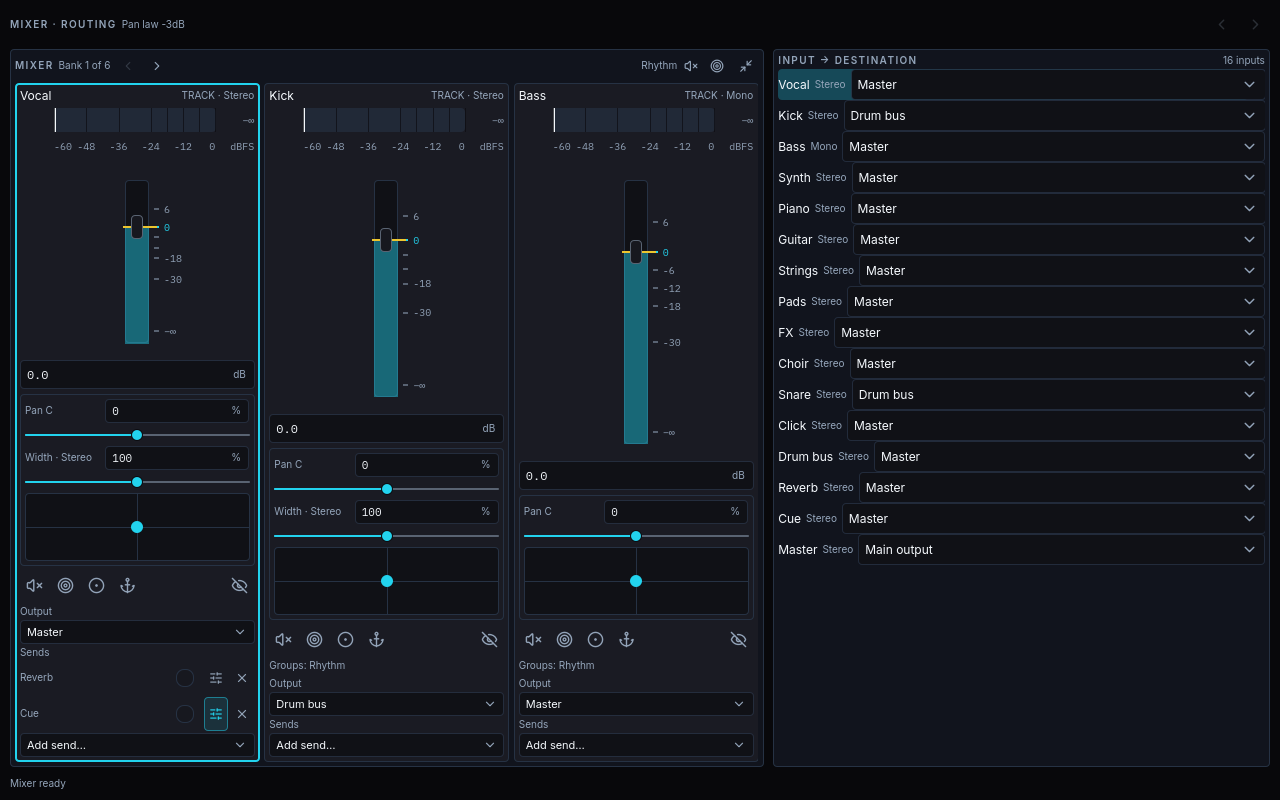 MIXER · ROUTING Pan law -3dB
MIXER Bank 1 of 6
Rhythm
Vocal TRACK · Stereo
−∞
-60 -48 -36 -24 -12 0 dBFS
6
0
-18
-30
−∞
0.0 dB
Pan C 0 %
Width · Stereo 100 %
Output
Master
Sends
Reverb
Cue
Add send...
Kick TRACK · Stereo
−∞
-60 -48 -36 -24 -12 0 dBFS
6
0
-18
-30
−∞
0.0 dB
Pan C 0 %
Width · Stereo 100 %
Groups: Rhythm
Output
Drum bus
Sends
Add send...
Bass TRACK · Mono
−∞
-60 -48 -36 -24 -12 0 dBFS
6
0
-6
-12
-18
-30
−∞
0.0 dB
Pan C 0 %
Groups: Rhythm
Output
Master
Sends
Add send...
INPUT → DESTINATION 16 inputs
Vocal Stereo Master
Kick Stereo Drum bus
Bass Mono Master
Synth Stereo Master
Piano Stereo Master
Guitar Stereo Master
Strings Stereo Master
Pads Stereo Master
FX Stereo Master
Choir Stereo Master
Snare Stereo Drum bus
Click Stereo Master
Drum bus Stereo Master
Reverb Stereo Master
Cue Stereo Master
Master Stereo Main output
Mixer ready